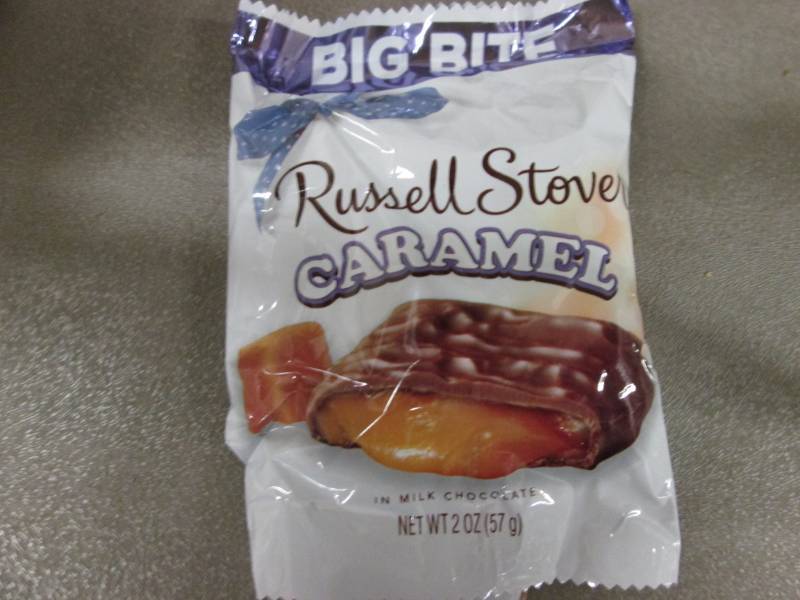 BIG BITE
Russell Stover
CARAMEL
IN MILK CHOCOLATE
NET WT 2 OZ (57 g)